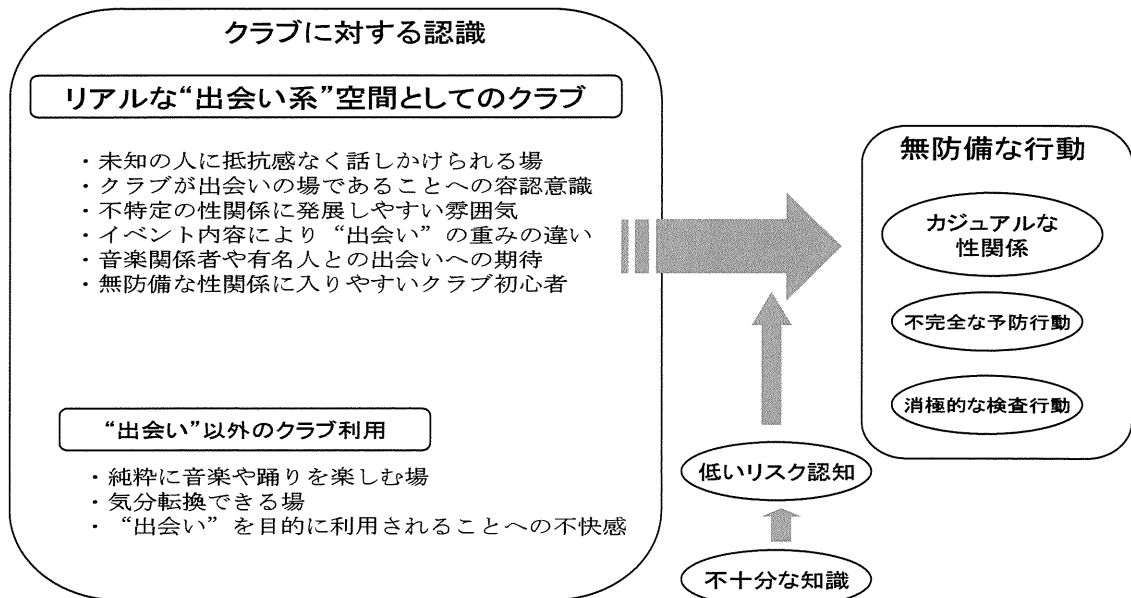 クラブに対する認識
リアルな“出会い系”空間としてのクラブ
・未知の人に抵抗感なく話しかけられる場
・クラブが出会いの場であることへの容認意識
・不特定の性関係に発展しやすい雰囲気
・イベント内容により“出会い”の重みの違い
・音楽関係者や有名人との出会いへの期待
・無防備な性関係に入りやすいクラブ初心者
“出会い”以外のクラブ利用
・純粋に音楽や踊りを楽しむ場
・気分転換できる場
・“出会い”を目的に利用されることへの不快感
低いリスク認知
不十分な知識
無防備な行動
カジュアルな
性関係
不完全な予防行動
消極的な検査行動